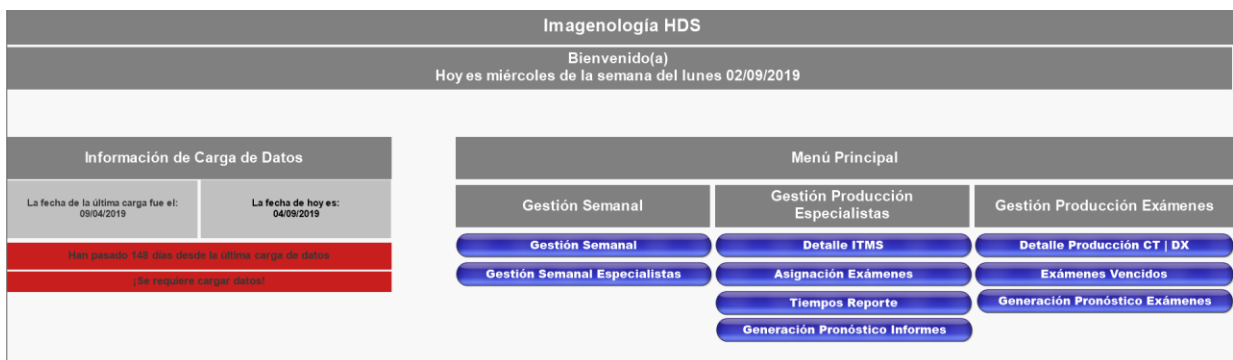 Imagenología HDS
Bienvenido(a)
Hoy es miércoles de la semana del lunes 02/09/2019
Información de Carga de Datos
La fecha de la última carga fue el:
09/04/2019
La fecha de hoy es:
04/09/2019
Han pasado 148 días desde la última carga de datos
¡Se requiere cargar datos!
Menú Principal
Gestión Semanal
Gestión Semanal
Gestión Semanal Especialistas
Gestión Producción
Especialistas
Detalle ITMS
Asignación Exámenes
Tiempos Reporte
Generación Pronóstico Informes
Gestión Producción Exámenes
Detalle Producción CT | DX
Exámenes Vencidos
Generación Pronóstico Exámenes